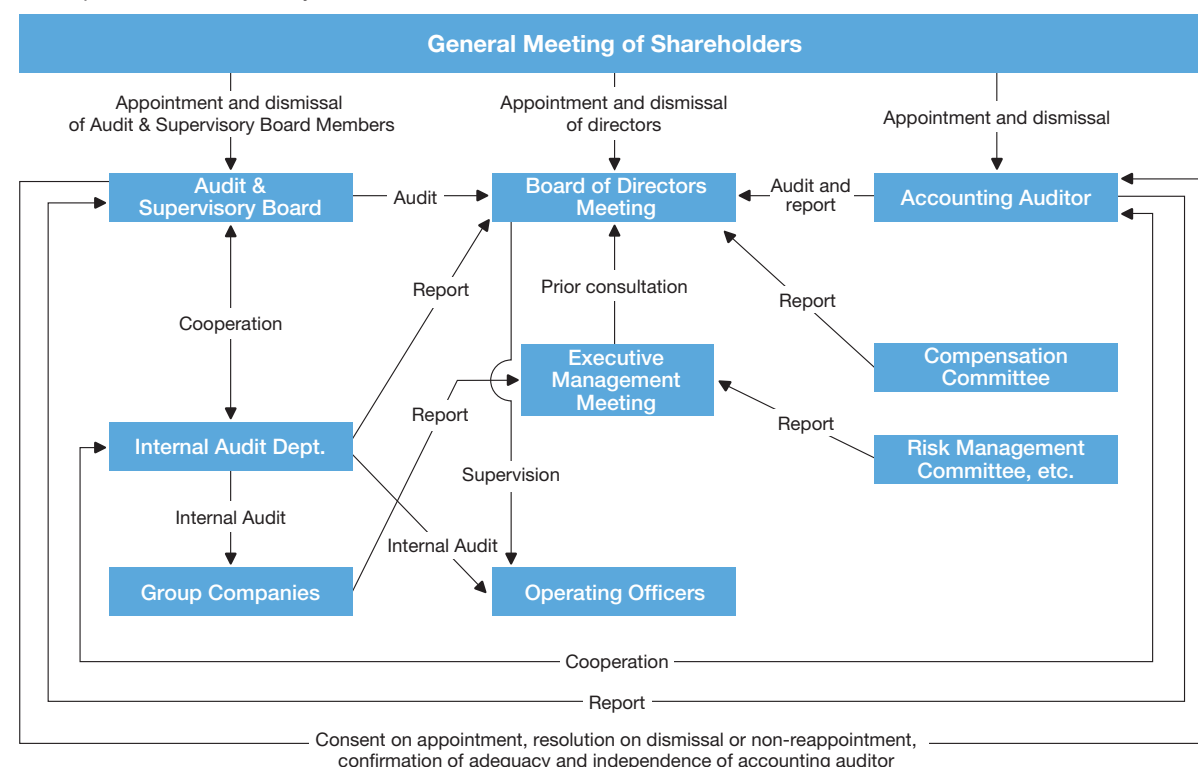 General Meeting of Shareholders
Appointment and dismissal
of Audit & Supervisory Board Members
Appointment and dismissal
of directors
Appointment and dismissal
Audit &
Supervisory Board
Audit
Board of Directors
Meeting
Audit and
report
Accounting Auditor
Report
Prior consultation
Report
Cooperation
Executive
Management
Meeting
Compensation
Committee
Report
Report
Internal Audit Dept.
Risk Management
Committee, etc.
Supervision
Internal Audit
Internal Audit
Group Companies
Operating Officers
Cooperation
Report
Consent on appointment, resolution on dismissal or non-reappointment,
confirmation of adequacy and independence of accounting auditor